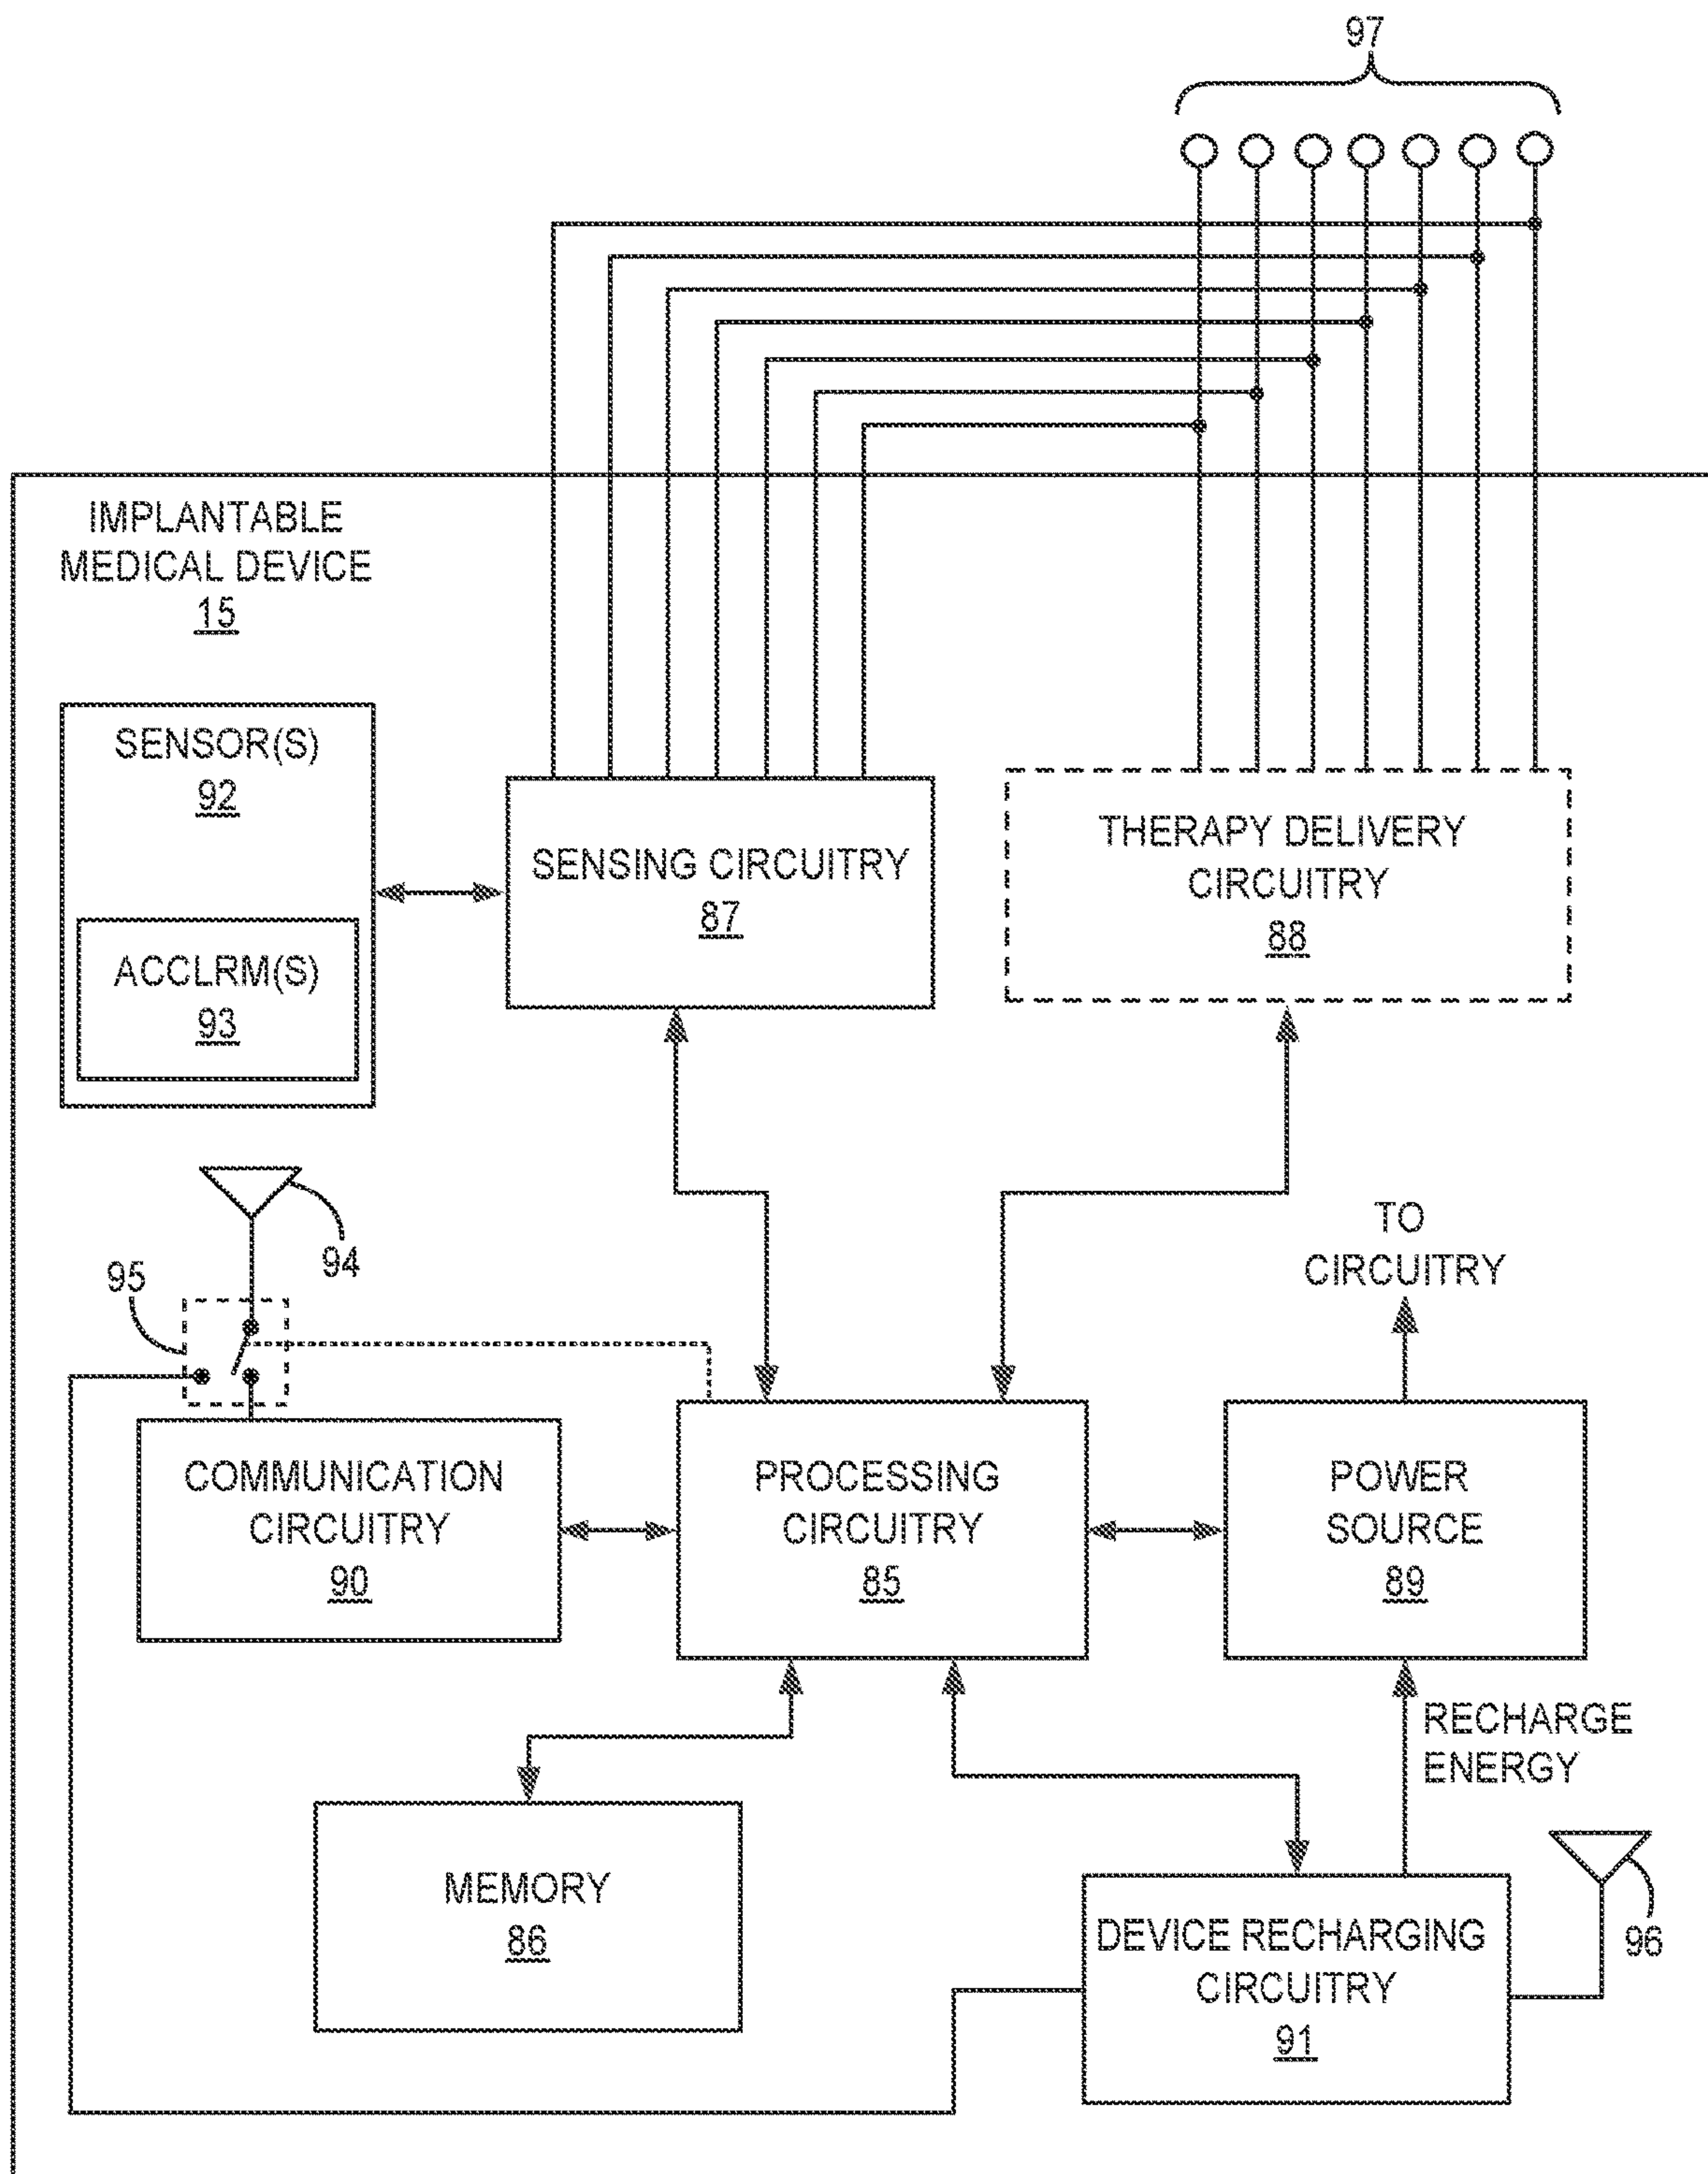 97
IMPLANTABLE
MEDICAL DEVICE
15
SENSOR(S)
92
ACCLRM(S)
93
SENSING CIRCUITRY
87
THERAPY DELIVERY
CIRCUITRY
88
94
95
TO
CIRCUITRY
COMMUNICATION
CIRCUITRY
90
PROCESSING
CIRCUITRY
85
POWER
SOURCE
89
RECHARGE
ENERGY
MEMORY
86
DEVICE RECHARGING
CIRCUITRY
91
96